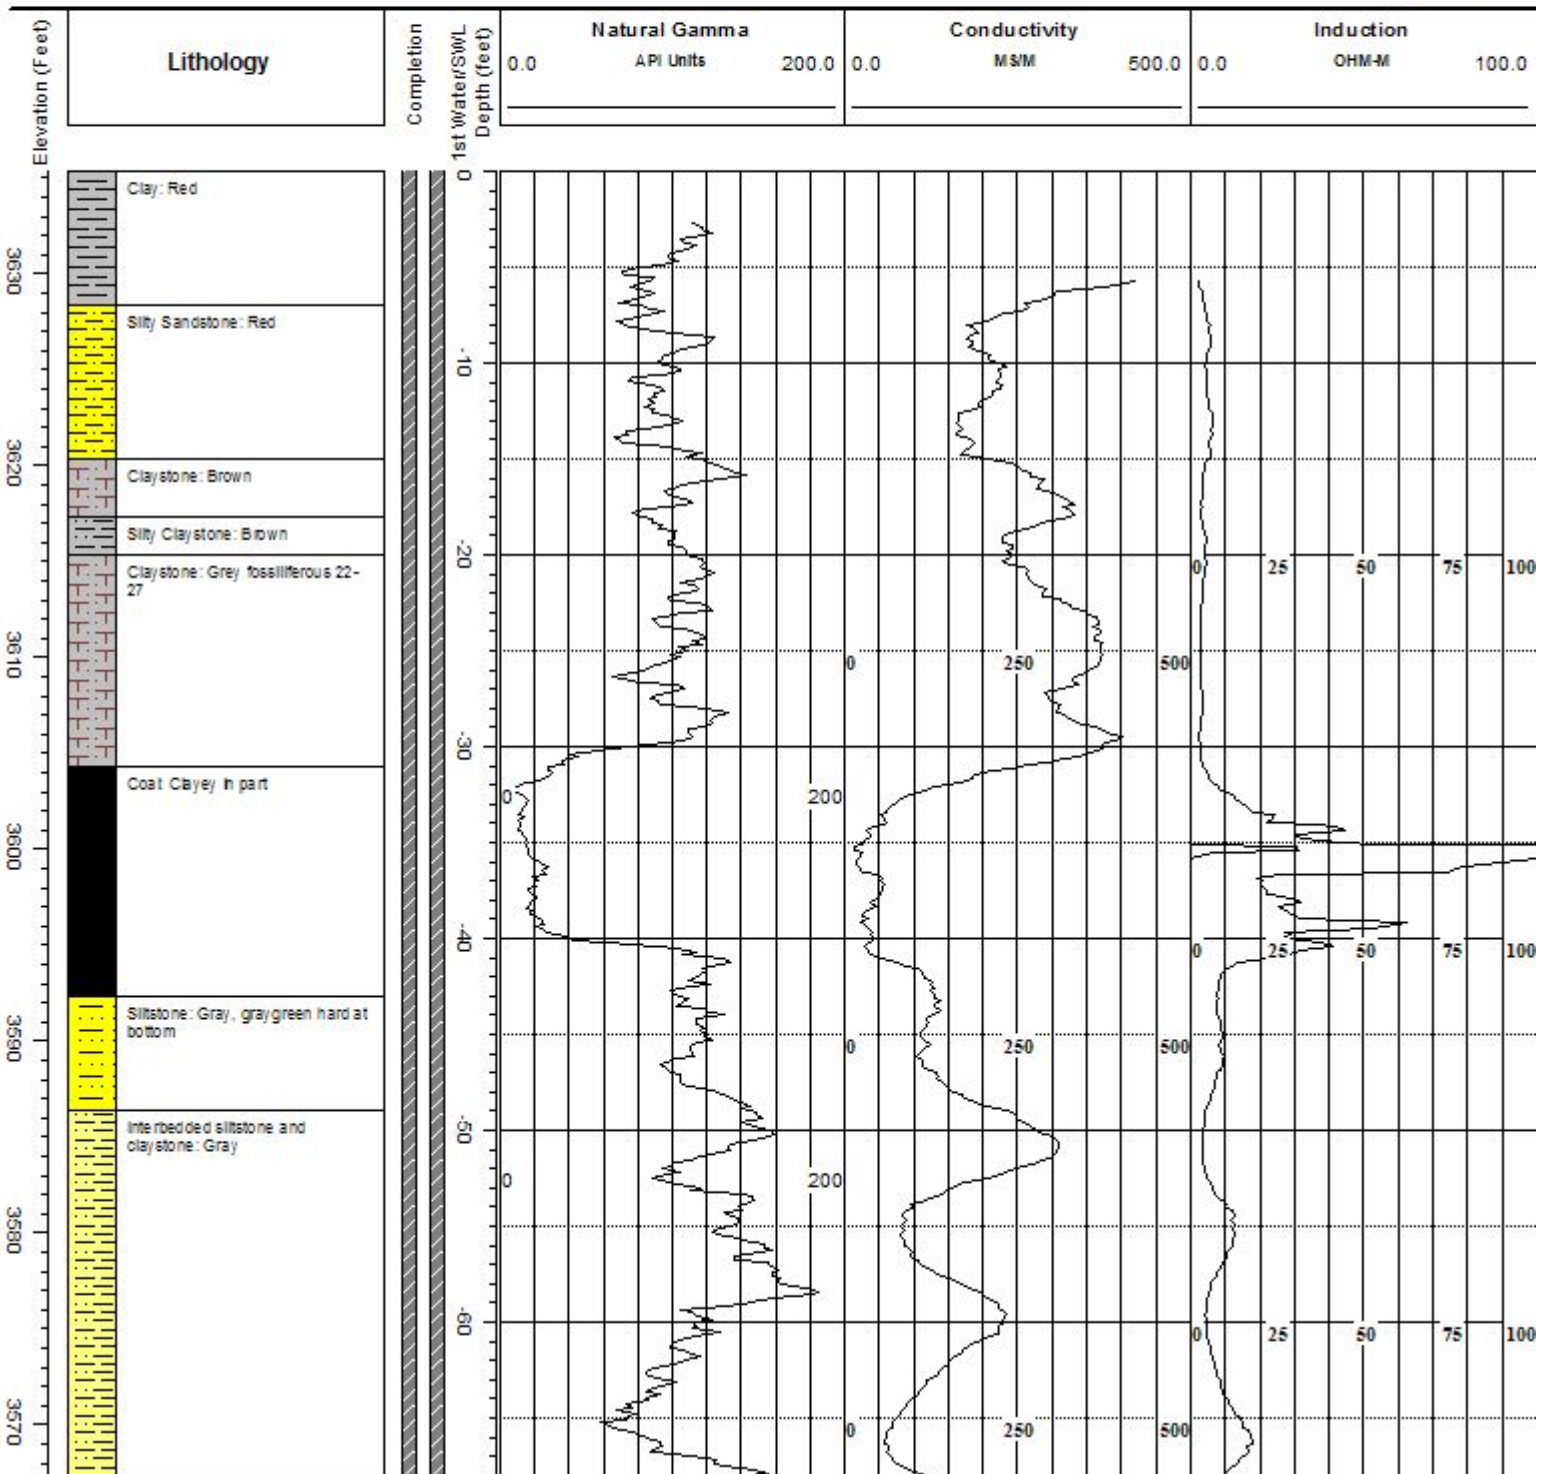 Elevation (Feet)
Lithology
Completion
1st Water/SWL
Depth (feet)
Natural Gamma
0.0 API Units 200.0
Conductivity
0.0 MS/M 500.0
Induction
0.0 OHM-M 100.0
0
Clay: Red
3630
Silty Sandstone: Red
-10
3620
Claystone: Brown
Silty Claystone: Brown
-20
0 25 50 75 100
Claystone: Grey fossiliferous 22-
27
3610
0 250 500
-30
Coal: Clayey in part
0 200
3600
-40
0 25 50 75 100
Siltstone: Gray, graygreen hard at
bottom
3590
0 250 500
Interbedded siltstone and
claystone: Gray
-50
0 200
3580
-60
0 25 50 75 100
3570
0 250 500